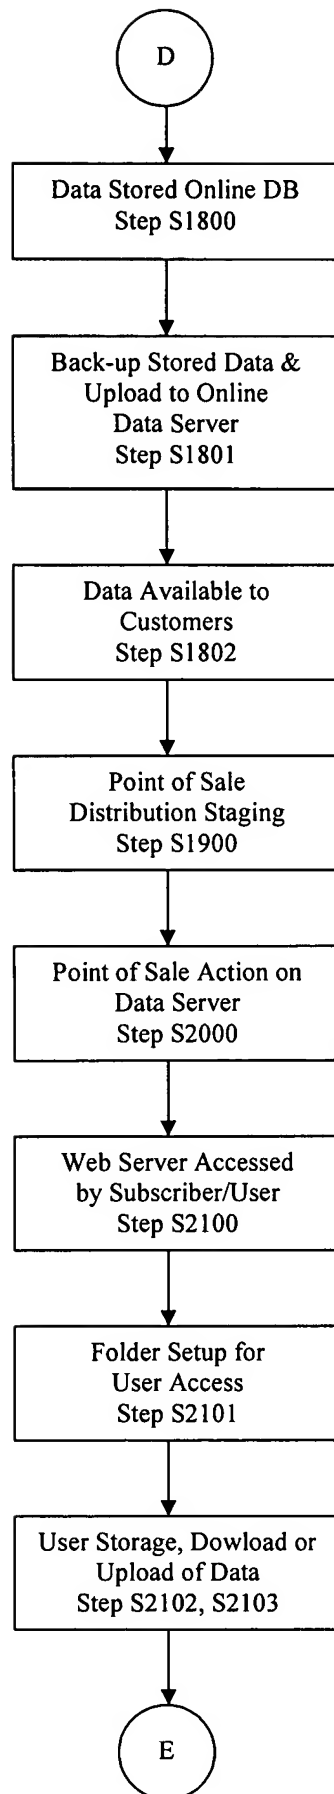 D
Data Stored Online DB
Step S1800
Back-up Stored Data &
Upload to Online
Data Server
Step S1801
Data Available to
Customers
Step S1802
Point of Sale
Distribution Staging
Step S1900
Point of Sale Action on
Data Server
Step S2000
Web Server Accessed
by Subscriber/User
Step S2100
Folder Setup for
User Access
Step S2101
User Storage, Dowload or
Upload of Data
Step S2102, S2103
E